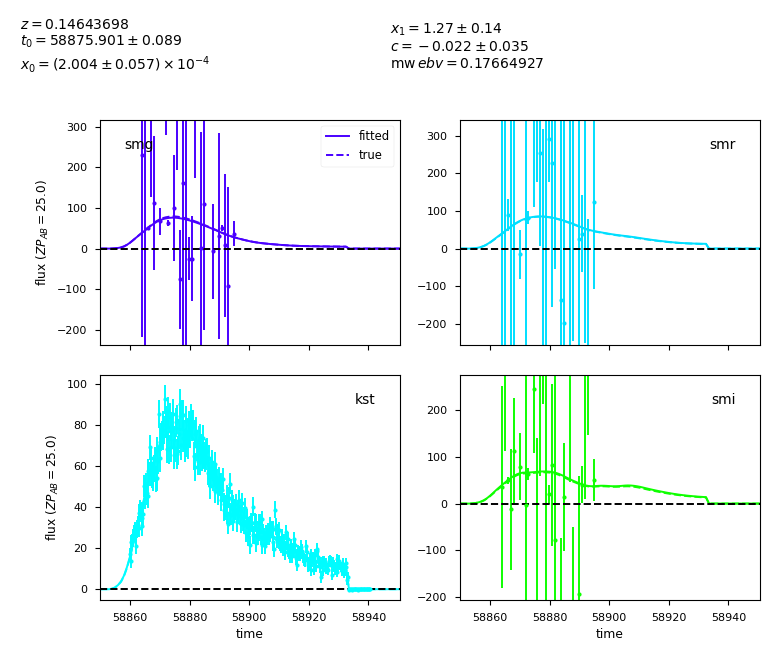 z = 0.14643698
t₀ = 58875.901 ± 0.089
x₀ = (2.004 ± 0.057) × 10⁻⁴
x₁ = 1.27 ± 0.14
c = −0.022 ± 0.035
mwebv = 0.17664927
smg
fitted
true
flux (ZP_AB = 25.0)
300
200
100
0
−100
−200
smr
300
200
100
0
−100
−200
kst
flux (ZP_AB = 25.0)
100
80
60
40
20
0
58860 58880 58900 58920 58940
time
smi
200
100
0
−100
−200
58860 58880 58900 58920 58940
time